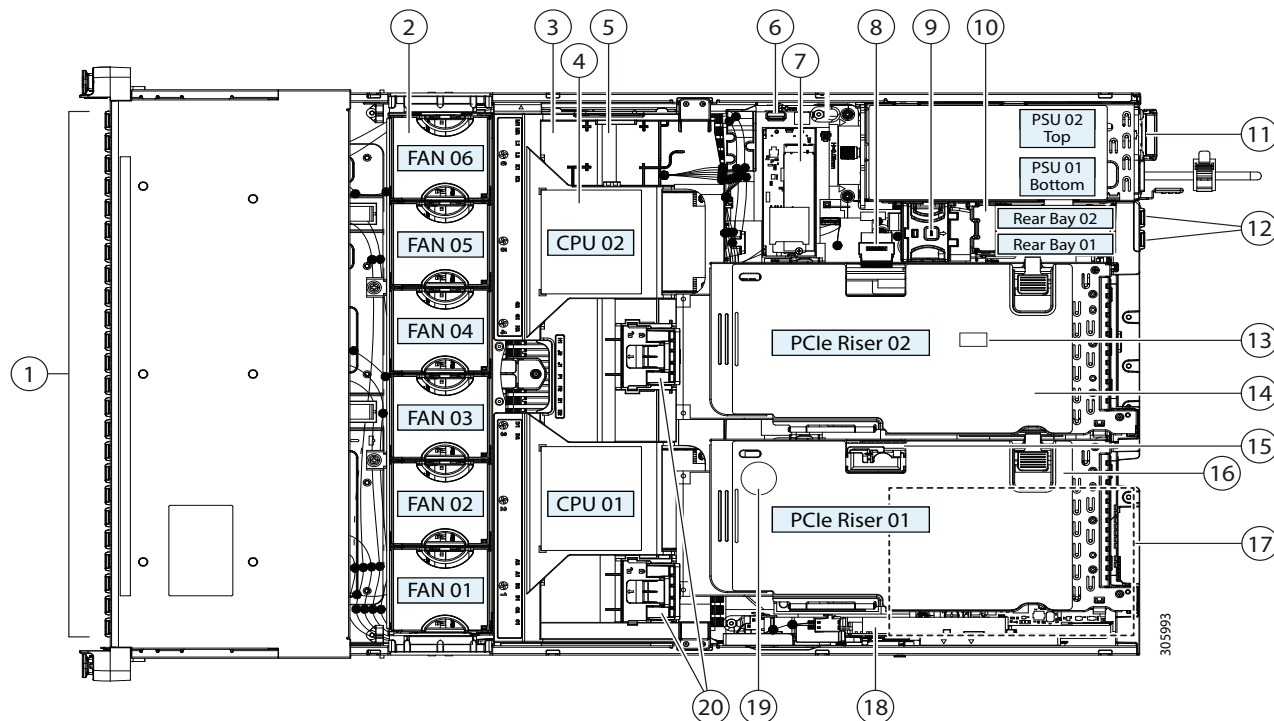 2
3
5
4
6
7
8
9
10
11
12
1
13
14
15
16
17
20
19
18
FAN 06
FAN 05
FAN 04
FAN 03
FAN 02
FAN 01
CPU 02
CPU 01
PSU 02
Top
PSU 01
Bottom
Rear Bay 02
Rear Bay 01
PCIe Riser 02
PCIe Riser 01
305993